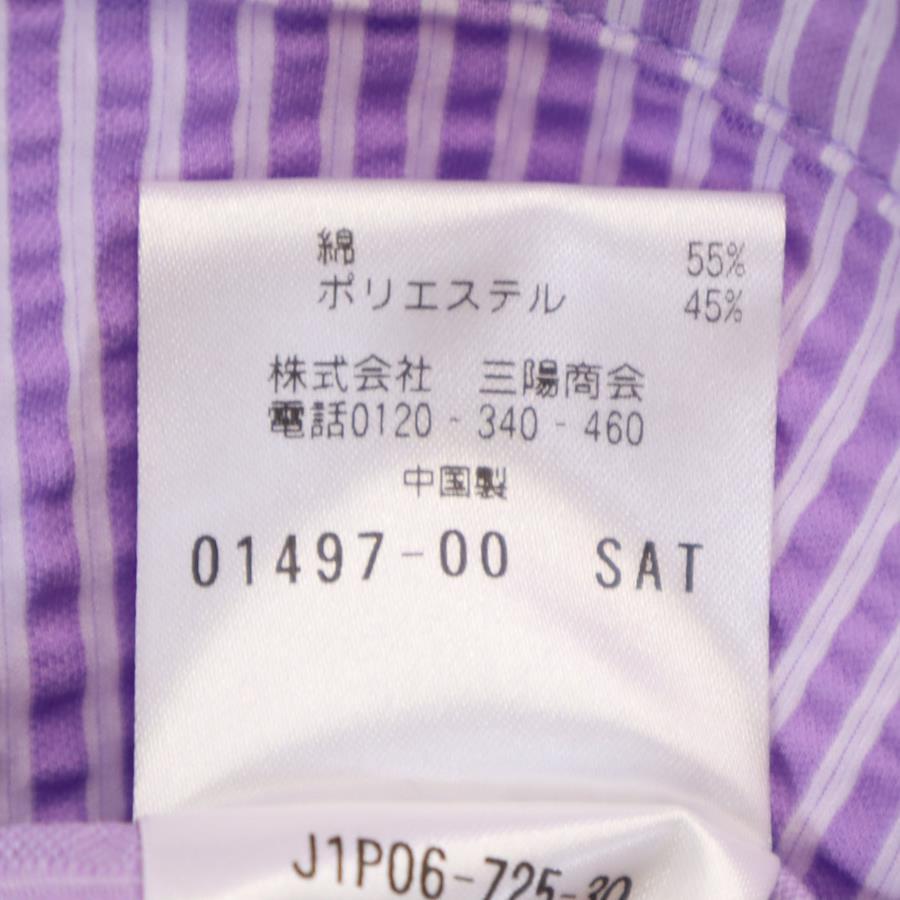 綿 55%
ポリエステル 45%
株式会社 三陽商会
電話0120-340-460
中国製
01497-00 SAT
J1P06-725-30